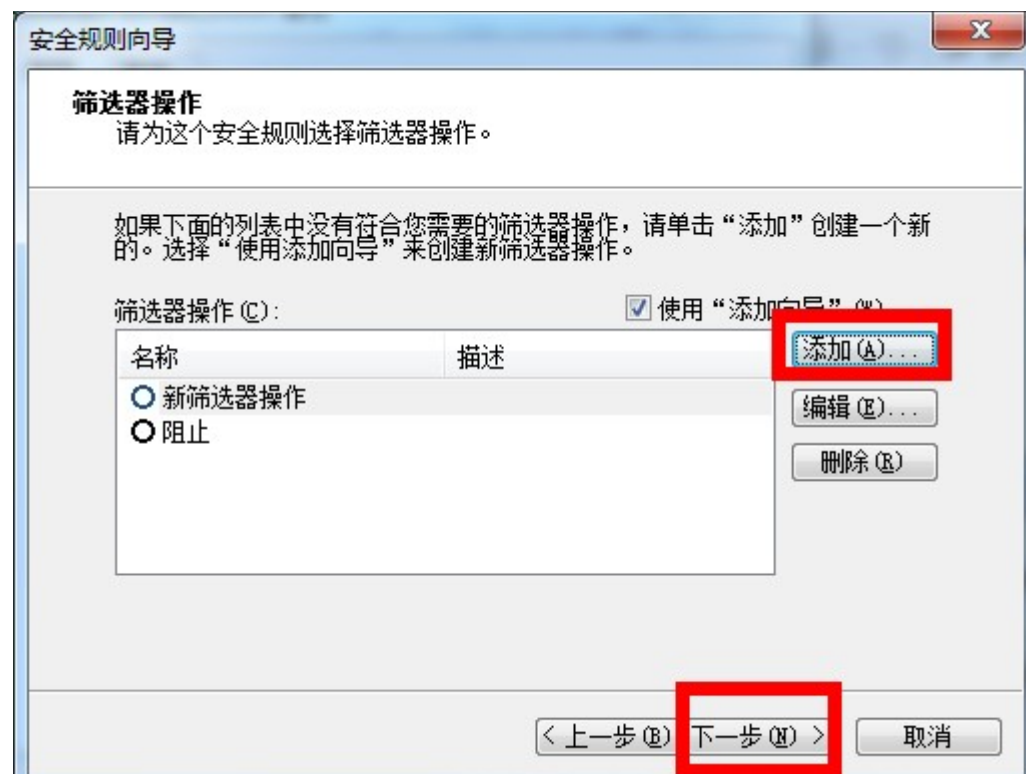 安全规则向导
筛选器操作
请为这个安全规则选择筛选器操作。
如果下面的列表中没有符合您需要的筛选器操作，请单击“添加”创建一个新
的。选择“使用添加向导”来创建新筛选器操作。
筛选器操作(C):
使用“添加向导”(W)
名称
描述
添加(A)...
新筛选器操作
编辑(E)...
阻止
删除(R)
< 上一步(B)
下一步(N) >
取消